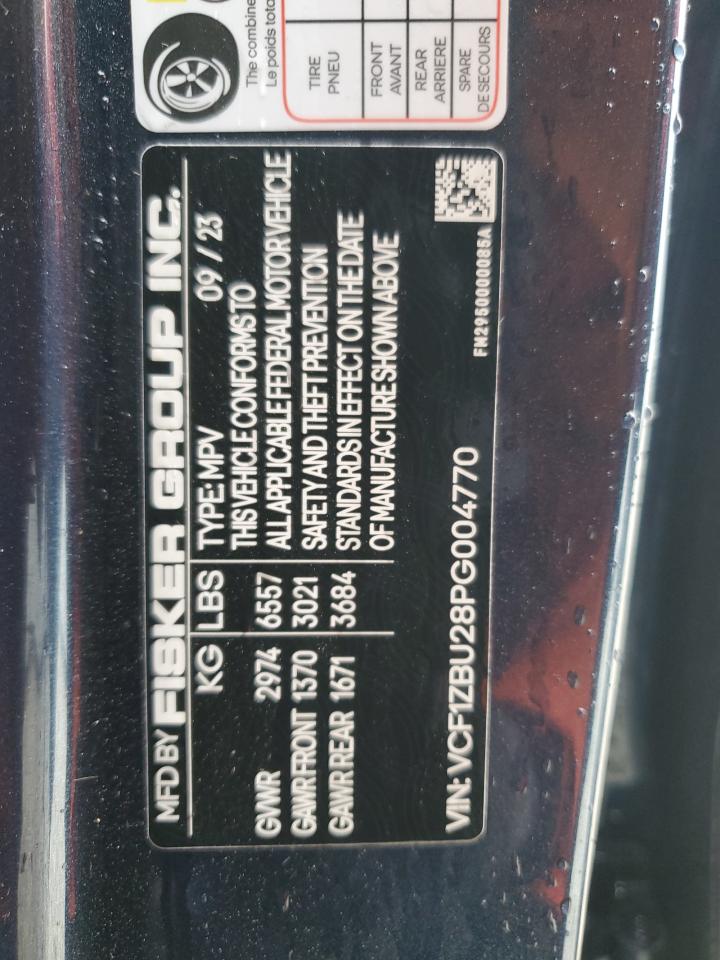 MFD BY FISKER GROUP INC.
KG LBS TYPE: MPV 09 / 23
GVWR 2974 6557
GAWR FRONT 1370 3021
GAWR REAR 1671 3684
THIS VEHICLE CONFORMS TO
ALL APPLICABLE FEDERAL MOTOR VEHICLE
SAFETY AND THEFT PREVENTION
STANDARDS IN EFFECT ON THE DATE
OF MANUFACTURE SHOWN ABOVE
FM2950000085A
VIN: VCF1ZBU28PG004770
The combine
Le poids tota
TIRE
PNEU
FRONT
AVANT
REAR
ARRIERE
SPARE
DESECOURS